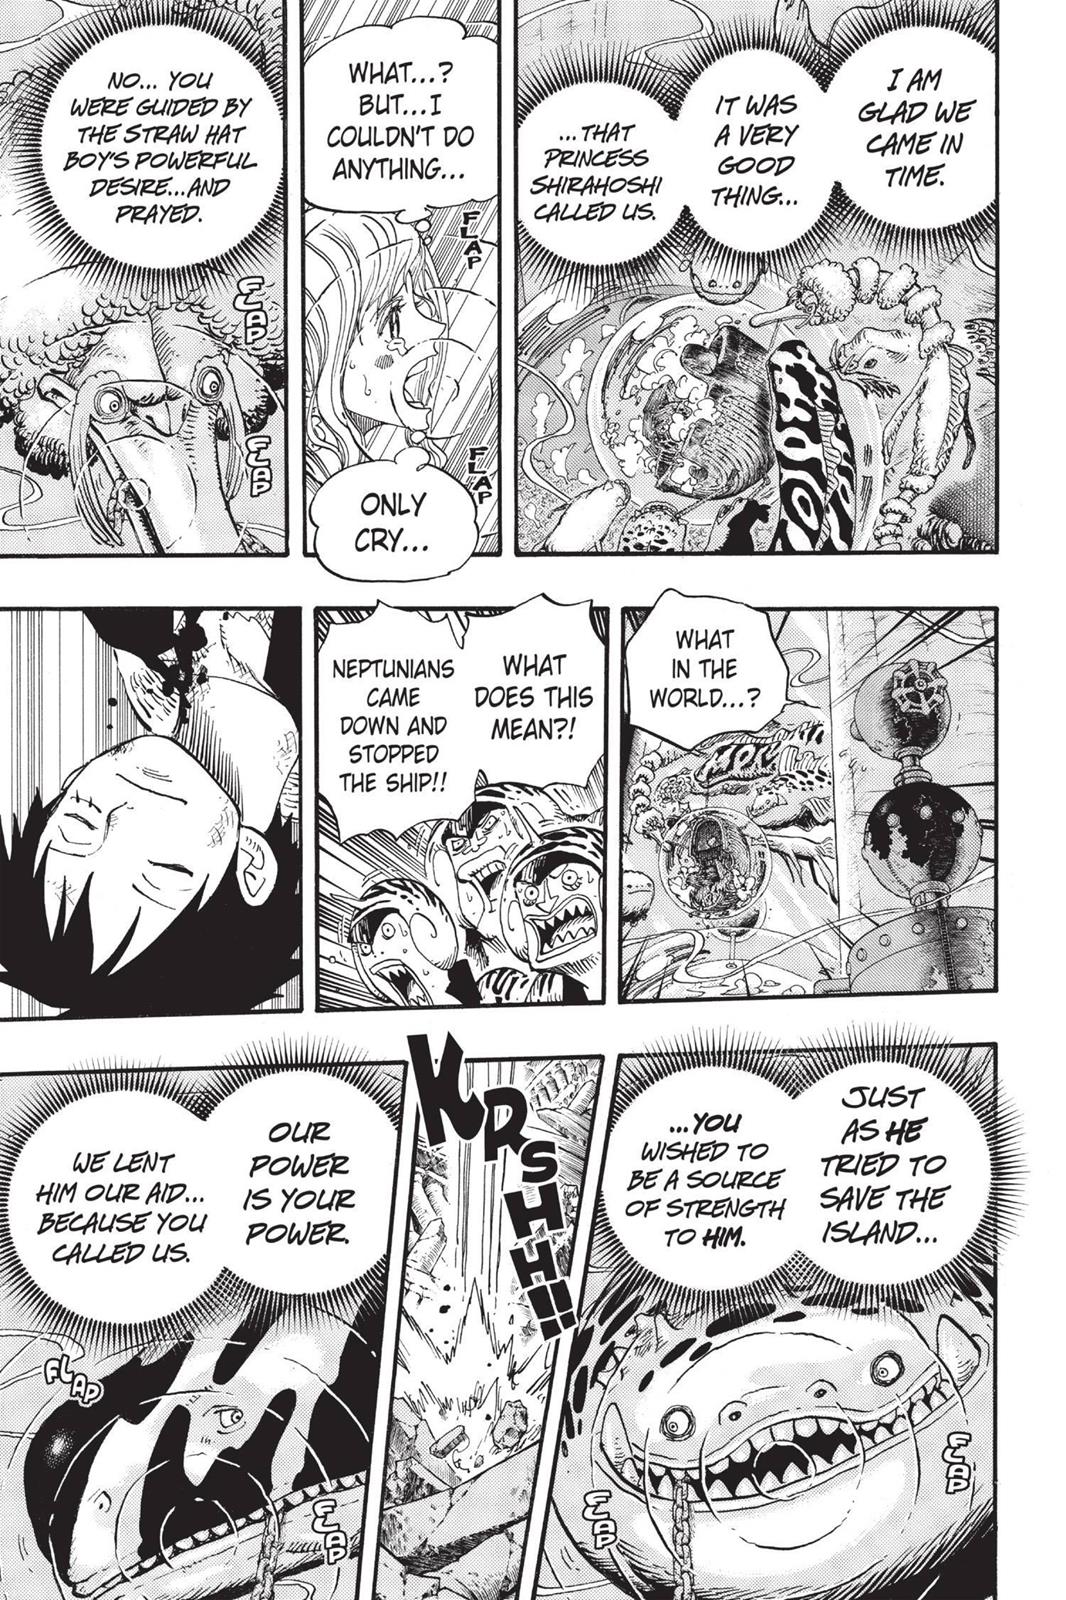 I AM
GLAD WE
CAME IN
TIME.
IT WAS
A VERY
GOOD
THING...
...THAT
PRINCESS
SHIRAHOSHI
CALLED US.
WHAT...?
BUT...I
COULDN'T DO
ANYTHING...
FLAP
FLAP
ONLY
CRY...
NO... YOU
WERE GUIDED BY
THE STRAW HAT
BOY'S POWERFUL
DESIRE...AND
PRAYED.
FLAP
FLAP
WHAT
IN THE
WORLD...?
WHAT
DOES THIS
MEAN?!
NEPTUNIANS
CAME
DOWN AND
STOPPED
THE SHIP!!
JUST
AS HE
TRIED TO
SAVE THE
ISLAND...
...YOU
WISHED TO
BE A SOURCE
OF STRENGTH
TO HIM.
FLAP
FLAP
KRSHHH!!
OUR
POWER
IS YOUR
POWER.
WE LENT
HIM OUR AID...
BECAUSE YOU
CALLED US.
FLAP
FLAP